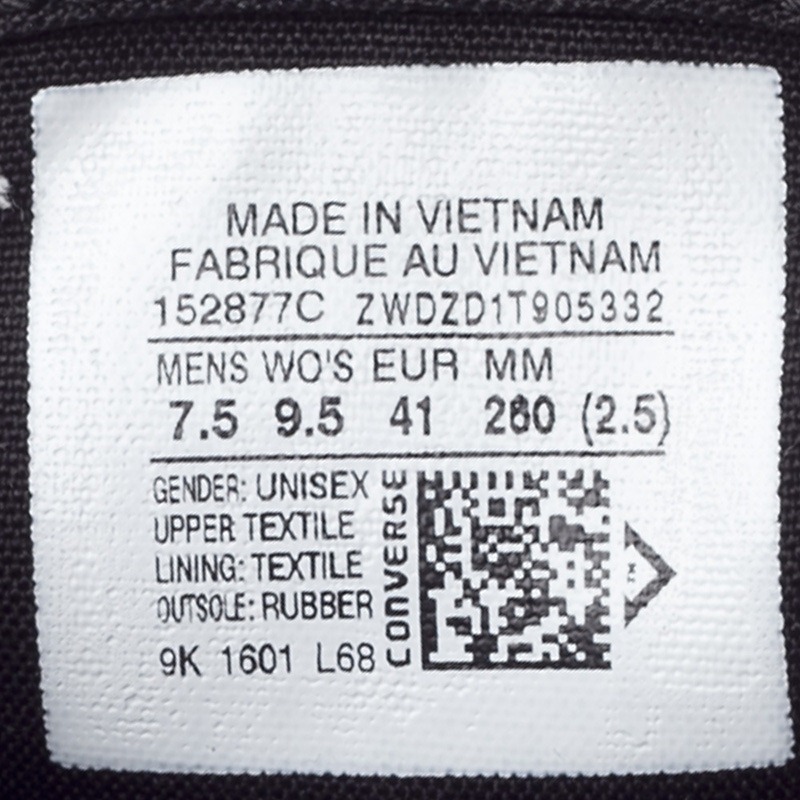 MADE IN VIETNAM
FABRIQUE AU VIETNAM
152877C ZWDZD1T905332
MENS WO'S EUR MM
7.5 9.5 41 260 (2.5)
GENDER: UNISEX
UPPER TEXTILE
LINING: TEXTILE
OUTSOLE: RUBBER
9K 1601 L68
CONVERSE